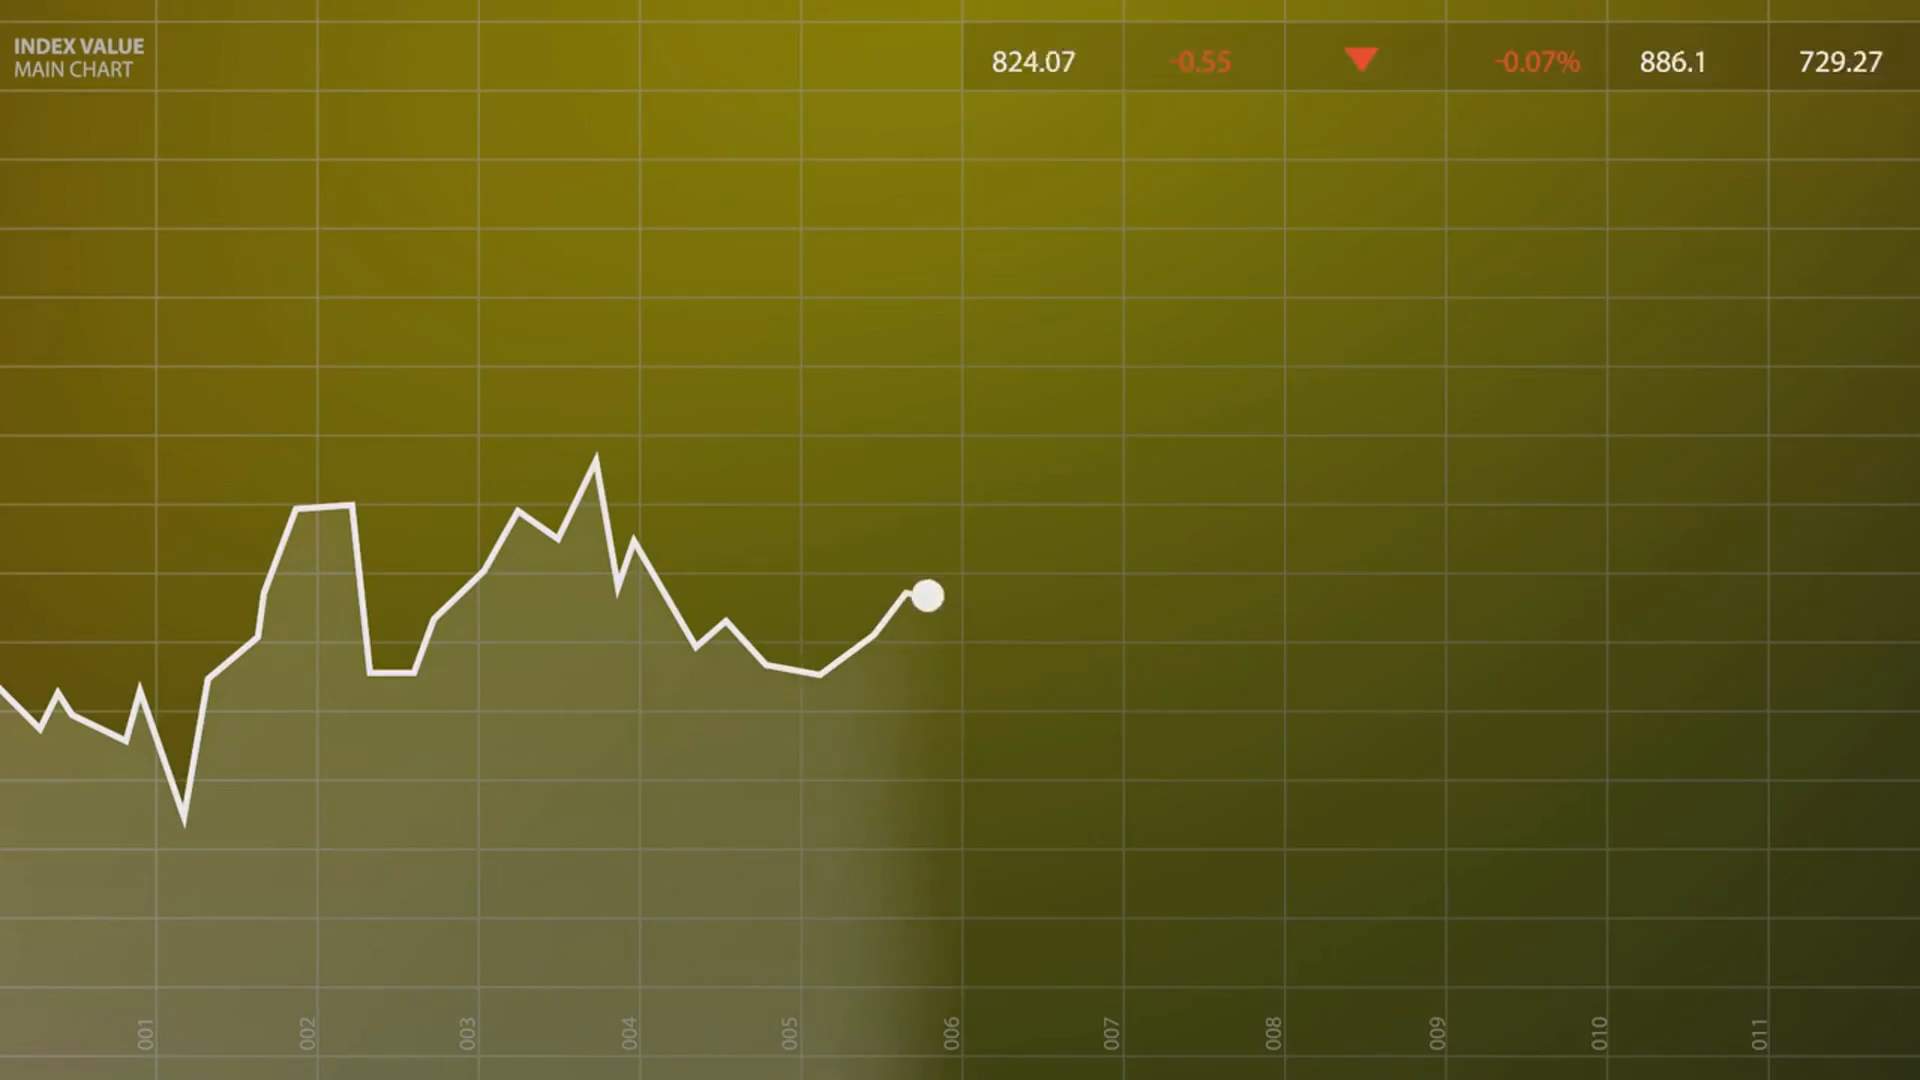 INDEX VALUE
MAIN CHART
824.07 -0.55 -0.07% 886.1 729.27
001 002 003 004 005 006 007 008 009 010 011